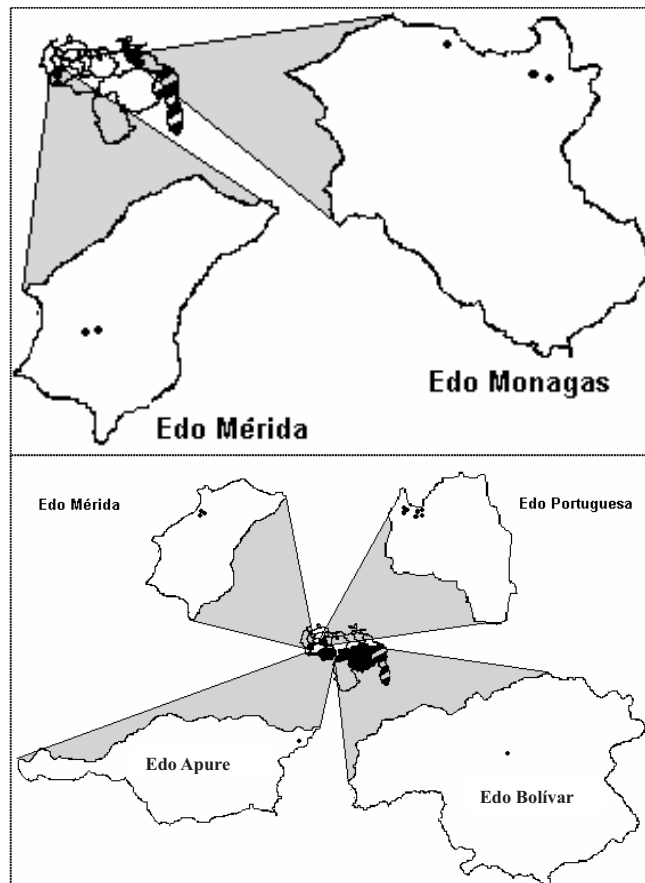 Edo Monagas
Edo Mérida
Edo Mérida
Edo Portuguesa
Edo Apure
Edo Bolívar